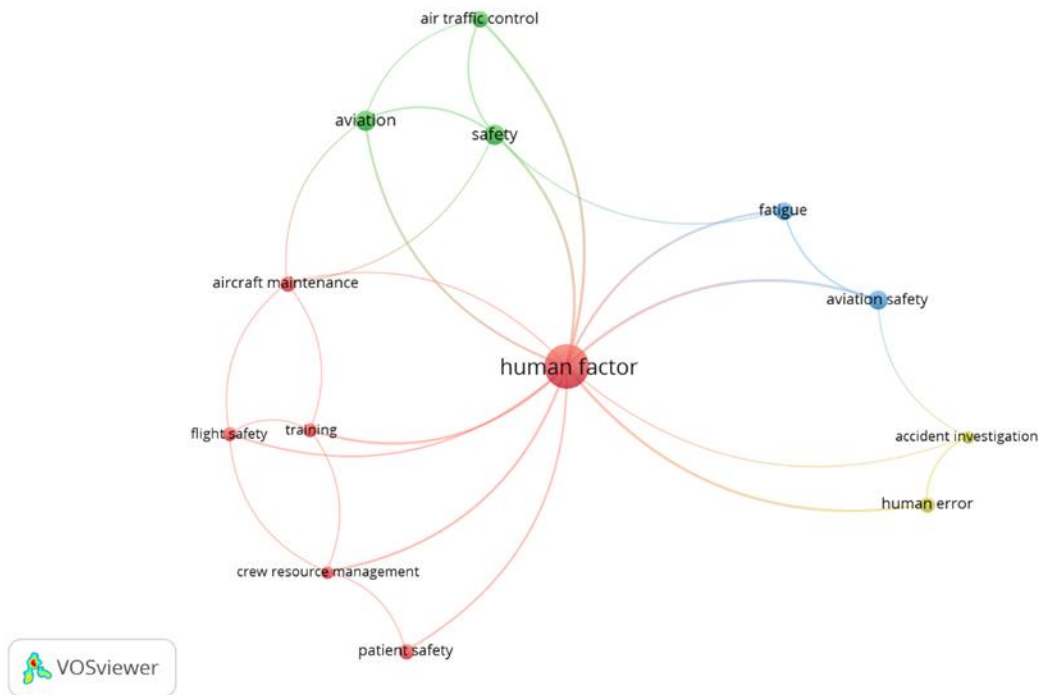 air traffic control
aviation
safety
fatigue
aircraft maintenance
aviation safety
human factor
flight safety
training
accident investigation
human error
crew resource management
patient safety
VOSviewer